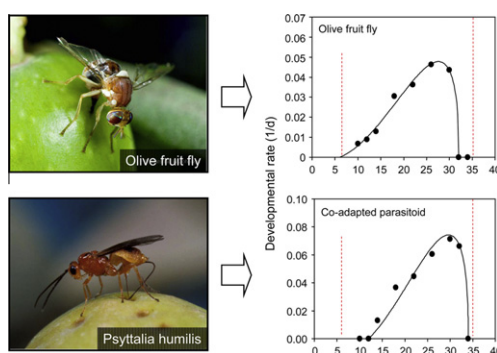 Olive fruit fly
Psyttalia humilis
Developmental rate (1/d)
Olive fruit fly
0.07
0.06
0.05
0.04
0.03
0.02
0.01
0.00
0 5 10 15 20 25 30 35 40
Co-adapted parasitoid
0.10
0.08
0.06
0.04
0.02
0.00
0 5 10 15 20 25 30 35 40